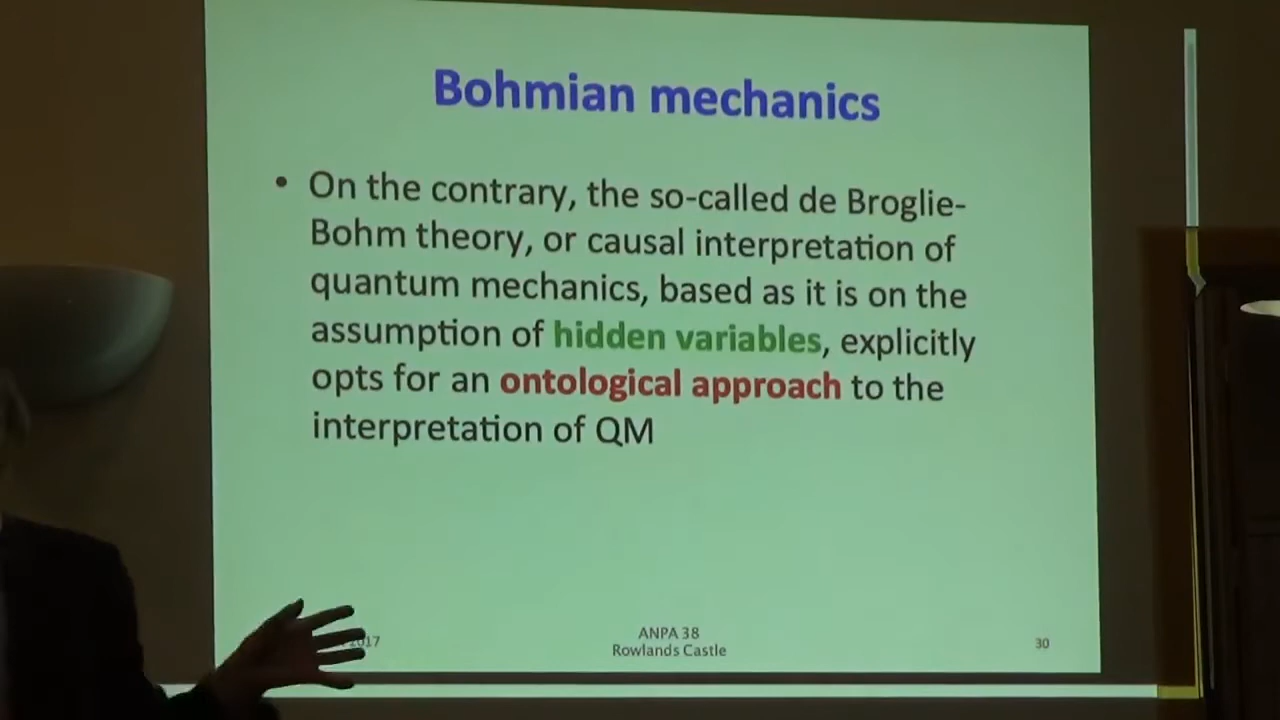 Bohmian mechanics
• On the contrary, the so-called de Broglie-
Bohm theory, or causal interpretation of
quantum mechanics, based as it is on the
assumption of hidden variables, explicitly
opts for an ontological approach to the
interpretation of QM
2017
ANPA 38
Rowlands Castle
30